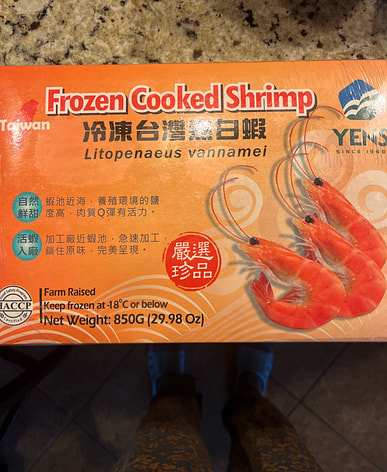 Taiwan
Frozen Cooked Shrimp
冷凍台灣熟白蝦
Litopenaeus vannamei
YENS
SINCE 1968
自然
鮮甜
蝦池近海,養殖環境的鹽
度高,肉質Q彈有活力。
活蝦
入廠
加工廠近蝦池,急速加工,
鎖住原味,完美呈現。
嚴選
珍品
HACCP
Farm Raised
Keep frozen at -18°C or below
Net Weight: 850G (29.98 Oz)